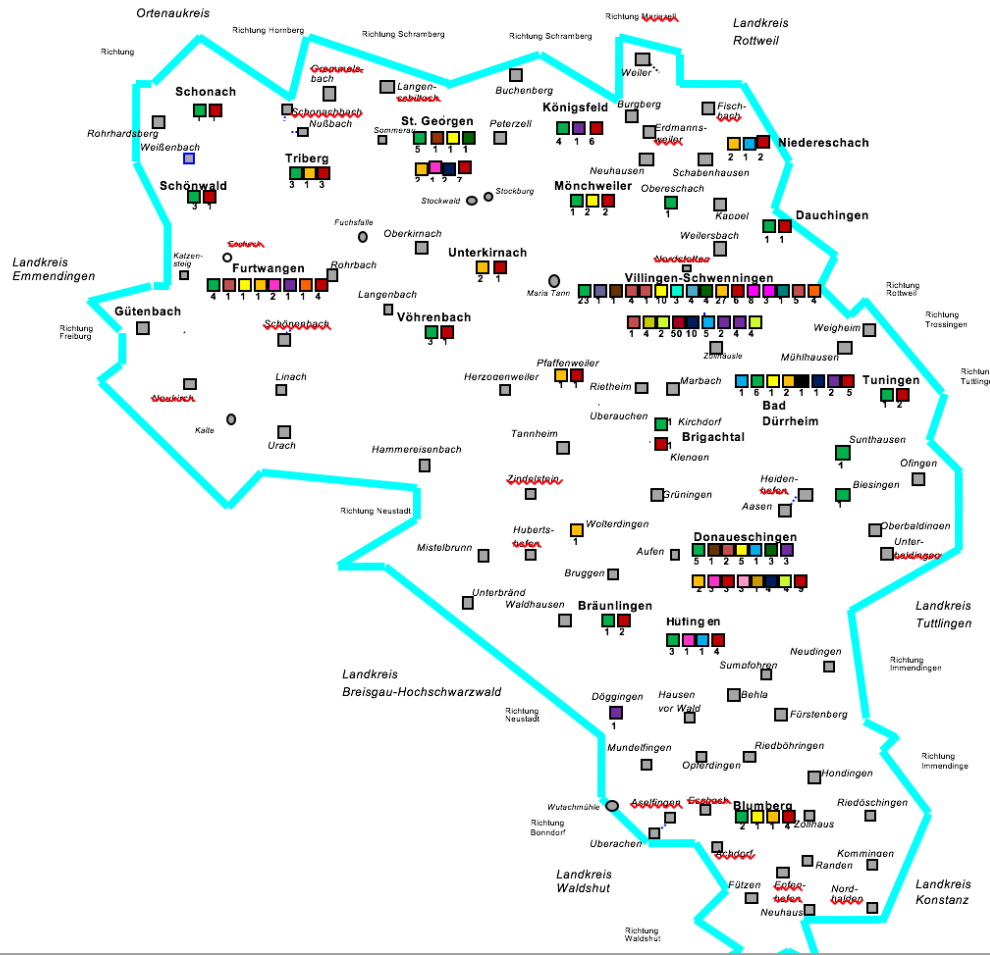 Ortenaukreis
Richtung Mariazell
Landkreis
Rottweil
Richtung Hornberg
Richtung Schramberg
Richtung Schramberg
Richtung
Gremmels-
bach
Langen-
schiltach
Weiler
Buchenberg
Schonach
Schonachbach
Königsfeld
Burgberg
Fisch-
bach
Rohrhardsberg
Nußbach
St. Georgen
Peterzell
Sommerau
Erdmanns-
weiler
1 1
5 1 1 1
4 1 6
Niedereschach
2 1 2
Weißenbach
Triberg
Neuhausen
Schabenhausen
3 1 3
2 1 2 7
Schönwald
Mönchweiler
Obereschach
3 1
Stockwald
Stockburg
1 2 2
1
Kappel
Dauchingen
1 1
Fuchsfalle
Oberkirnach
Weilersbach
Landkreis
Emmendingen
Katzen-
steig
Unterkirnach
Nordstetten
Furtwangen
Rohrbach
2 1
Maria Tann
Villingen-Schwenningen
4 1 1 1 2 1 1 4
23 1 1 4 1 10 3 4 4 27 6 8 3 1 5 4
Richtung
Rottweil
Langenbach
Gütenbach
Vöhrenbach
Richtung
Trossingen
Richtung
Freiburg
Schönenbach
3 1
1 4 2 50 10 5 2 4 4
Weigheim
Zollhäusle
Mühlhausen
Pfaffenweiler
1 1
Neukirch
Linach
Herzogenweiler
Rietheim
Marbach
1 6 1 2 1 1 2 5
Tuningen
1 2
Bad
Dürrheim
Kalte
Überauchen
Kirchdorf
1
Brigachtal
1
Klengen
Urach
Tannheim
Sunthausen
1
Hammereisenbach
Öfingen
Zindelstein
Grüningen
Heiden-
hofen
Biesingen
1
Aasen
Richtung Neustadt
Huberts-
hofen
Wolterdingen
1
Oberbaldingen
Unter-
baldingen
Mistelbrunn
Aufen
Donaueschingen
5 1 2 5 1 3 3
Bruggen
2 3 3 3 1 4 4 9
Unterbränd
Waldhausen
Bräunlingen
1 2
Landkreis
Tuttlingen
Hüfingen
3 1 1 4
Neudingen
Richtung
Immendingen
Sumpfohren
Landkreis
Breisgau-Hochschwarzwald
Behla
Döggingen
1
Hausen
vor Wald
Richtung
Neustadt
Fürstenberg
Mundelfingen
Opferdingen
Riedböhringen
Richtung
Immendinge
Hondingen
Wutachmühle
Aselfingen
Eschach
Blumberg
2 1 1 4
Zollhaus
Riedöschingen
Richtung
Bonndorf
Überachen
Achdorf
Randen
Kommingen
Landkreis
Waldshut
Fützen
Epfen-
hofen
Nord-
halden
Landkreis
Konstanz
Neuhaus
Richtung
Waldshut